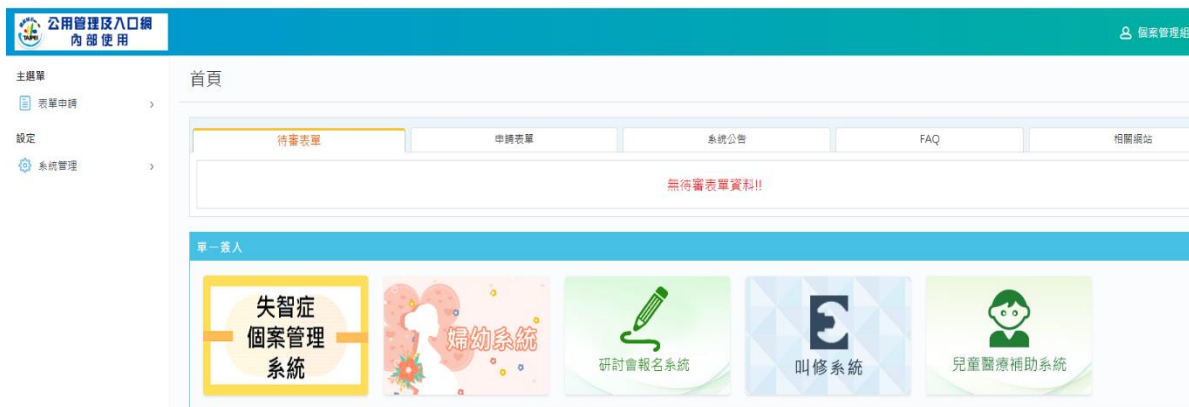 公用管理及入口網
內部使用
個案管理組
主選單
首頁
表單申請
設定
待審表單
申請表單
系統公告
FAQ
相關網站
系統管理
無待審表單資料!!
單一簽入
失智症
個案管理
系統
婦幼系統
研討會報名系統
叫修系統
兒童醫療補助系統